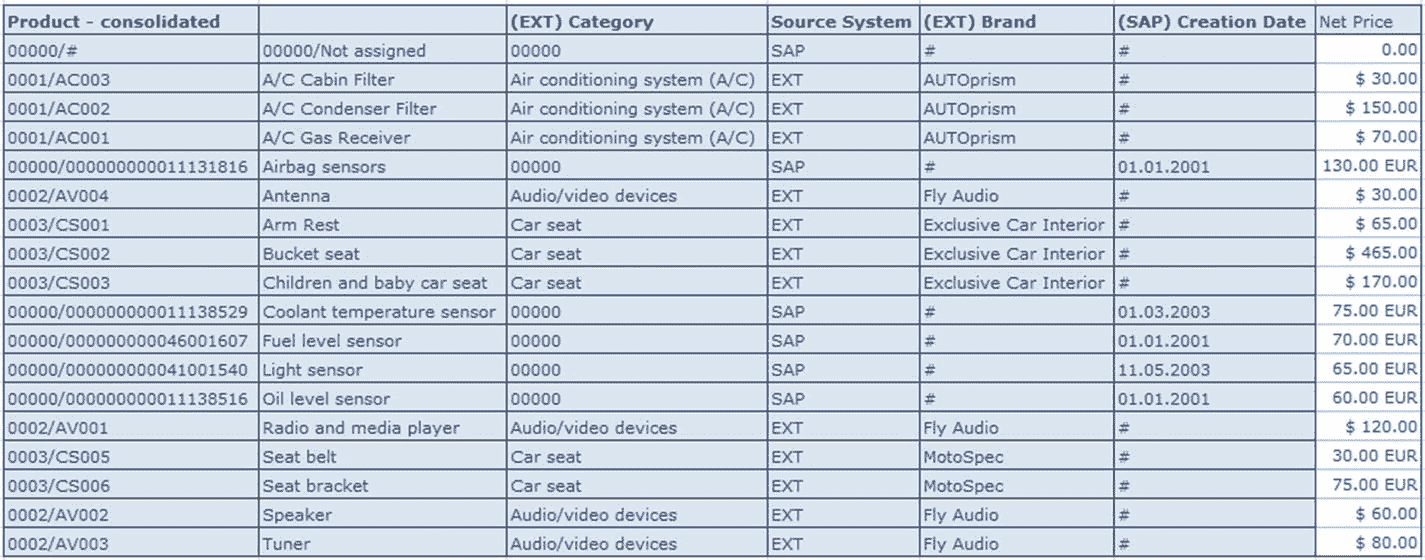 Product - consolidated (EXT) Category Source System (EXT) Brand (SAP) Creation Date Net Price
00000/# 00000/Not assigned 00000 SAP # # 0.00
0001/AC003 A/C Cabin Filter Air conditioning system (A/C) EXT AUTOprism # $ 30.00
0001/AC002 A/C Condenser Filter Air conditioning system (A/C) EXT AUTOprism # $ 150.00
0001/AC001 A/C Gas Receiver Air conditioning system (A/C) EXT AUTOprism # $ 70.00
00000/000000000011131816 Airbag sensors 00000 SAP # 01.01.2001 130.00 EUR
0002/AV004 Antenna Audio/video devices EXT Fly Audio # $ 30.00
0003/CS001 Arm Rest Car seat EXT Exclusive Car Interior # $ 65.00
0003/CS002 Bucket seat Car seat EXT Exclusive Car Interior # $ 465.00
0003/CS003 Children and baby car seat Car seat EXT Exclusive Car Interior # $ 170.00
00000/000000000011138529 Coolant temperature sensor 00000 SAP # 01.03.2003 75.00 EUR
00000/000000000046001607 Fuel level sensor 00000 SAP # 01.01.2001 70.00 EUR
00000/000000000041001540 Light sensor 00000 SAP # 11.05.2003 65.00 EUR
00000/000000000011138516 Oil level sensor 00000 SAP # 01.01.2001 60.00 EUR
0002/AV001 Radio and media player Audio/video devices EXT Fly Audio # $ 120.00
0003/CS005 Seat belt Car seat EXT MotoSpec # 30.00 EUR
0003/CS006 Seat bracket Car seat EXT MotoSpec # 75.00 EUR
0002/AV002 Speaker Audio/video devices EXT Fly Audio # $ 60.00
0002/AV003 Tuner Audio/video devices EXT Fly Audio # $ 80.00